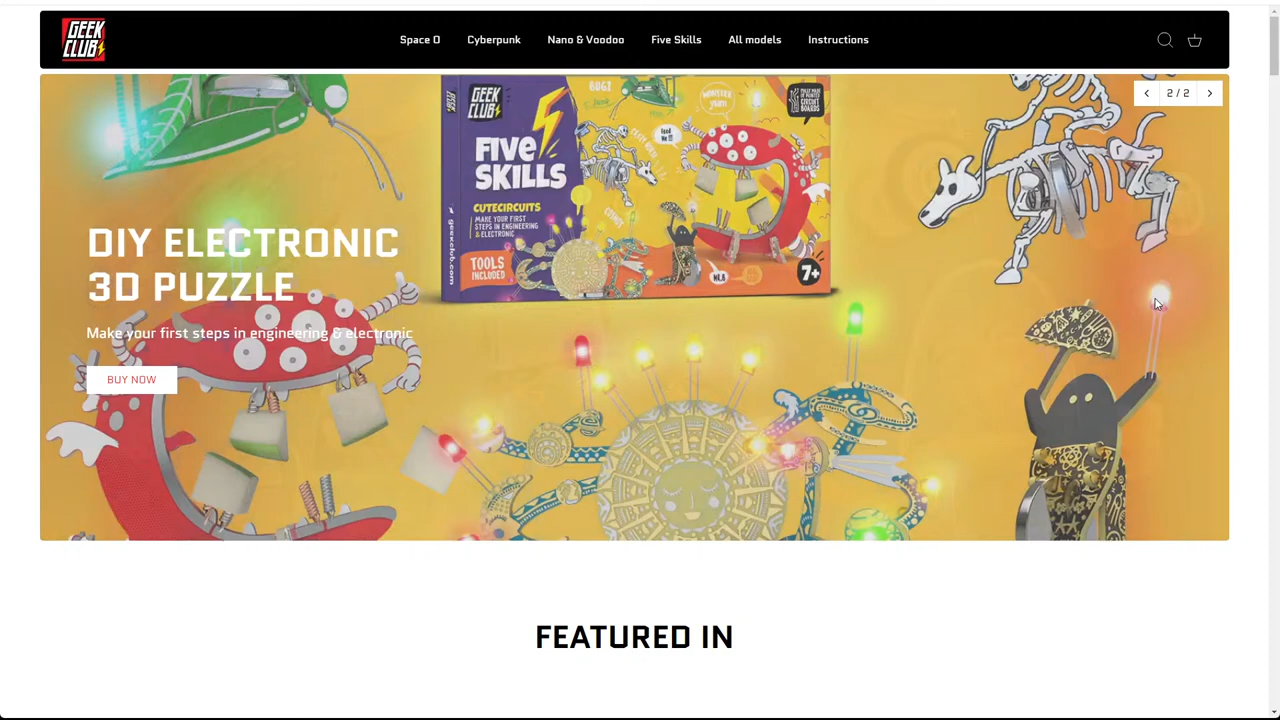 GEEK
CLUB
Space O
Cyberpunk
Nano & Voodoo
Five Skills
All models
Instructions
2 / 2
GEEK
CLUB
FIVE
SKILLS
CUTECIRCUITS
MAKE YOUR FIRST
STEPS IN ENGINEERING
& ELECTRONIC
TOOLS
INCLUDED
geekclub.com
7+
DIY ELECTRONIC
3D PUZZLE
Make your first steps in engineering & electronic
BUY NOW
FEATURED IN